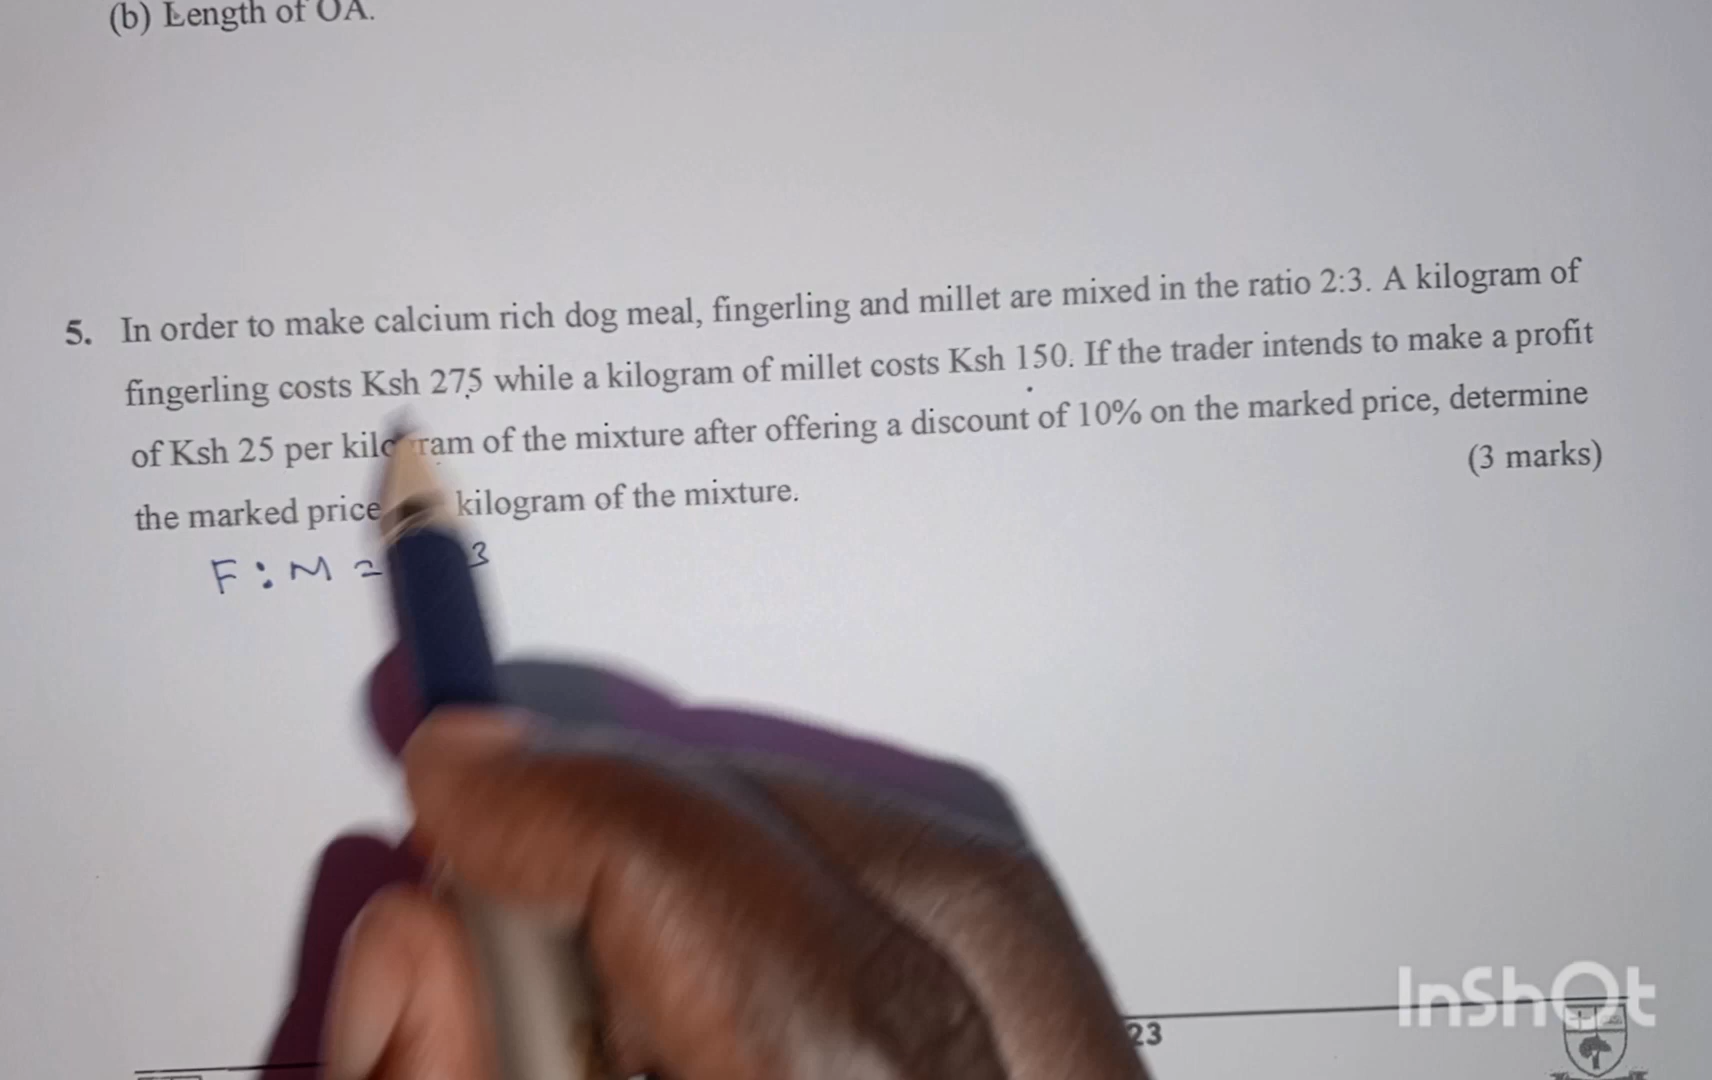 (b) Length of OA.
5. In order to make calcium rich dog meal, fingerling and millet are mixed in the ratio 2:3. A kilogram of
fingerling costs Ksh 275 while a kilogram of millet costs Ksh 150. If the trader intends to make a profit
of Ksh 25 per kilogram of the mixture after offering a discount of 10% on the marked price, determine
the marked price kilogram of the mixture. (3 marks)
F : M = 3
InShOt
23